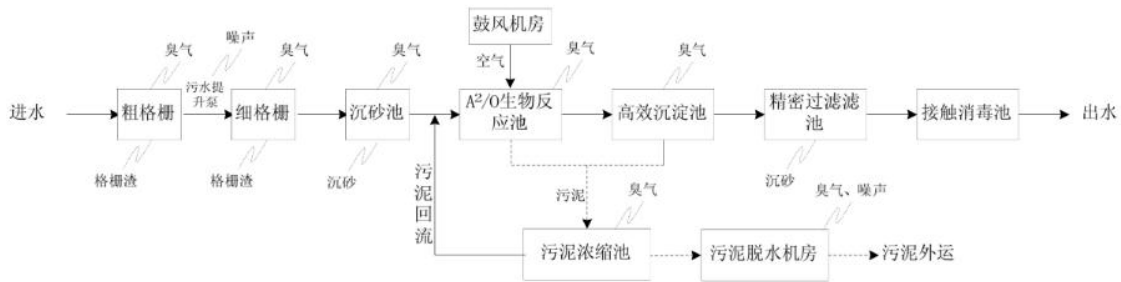 鼓风机房
噪声
臭气
臭气
臭气
空气
臭气
臭气
污水提
升泵
进水
粗格栅
细格栅
沉砂池
A²/O生物反
应池
高效沉淀池
精密过滤滤
池
接触消毒池
出水
格栅渣
格栅渣
沉砂
污泥回流
污泥
臭气
沉砂
臭气、噪声
污泥浓缩池
污泥脱水机房
污泥外运